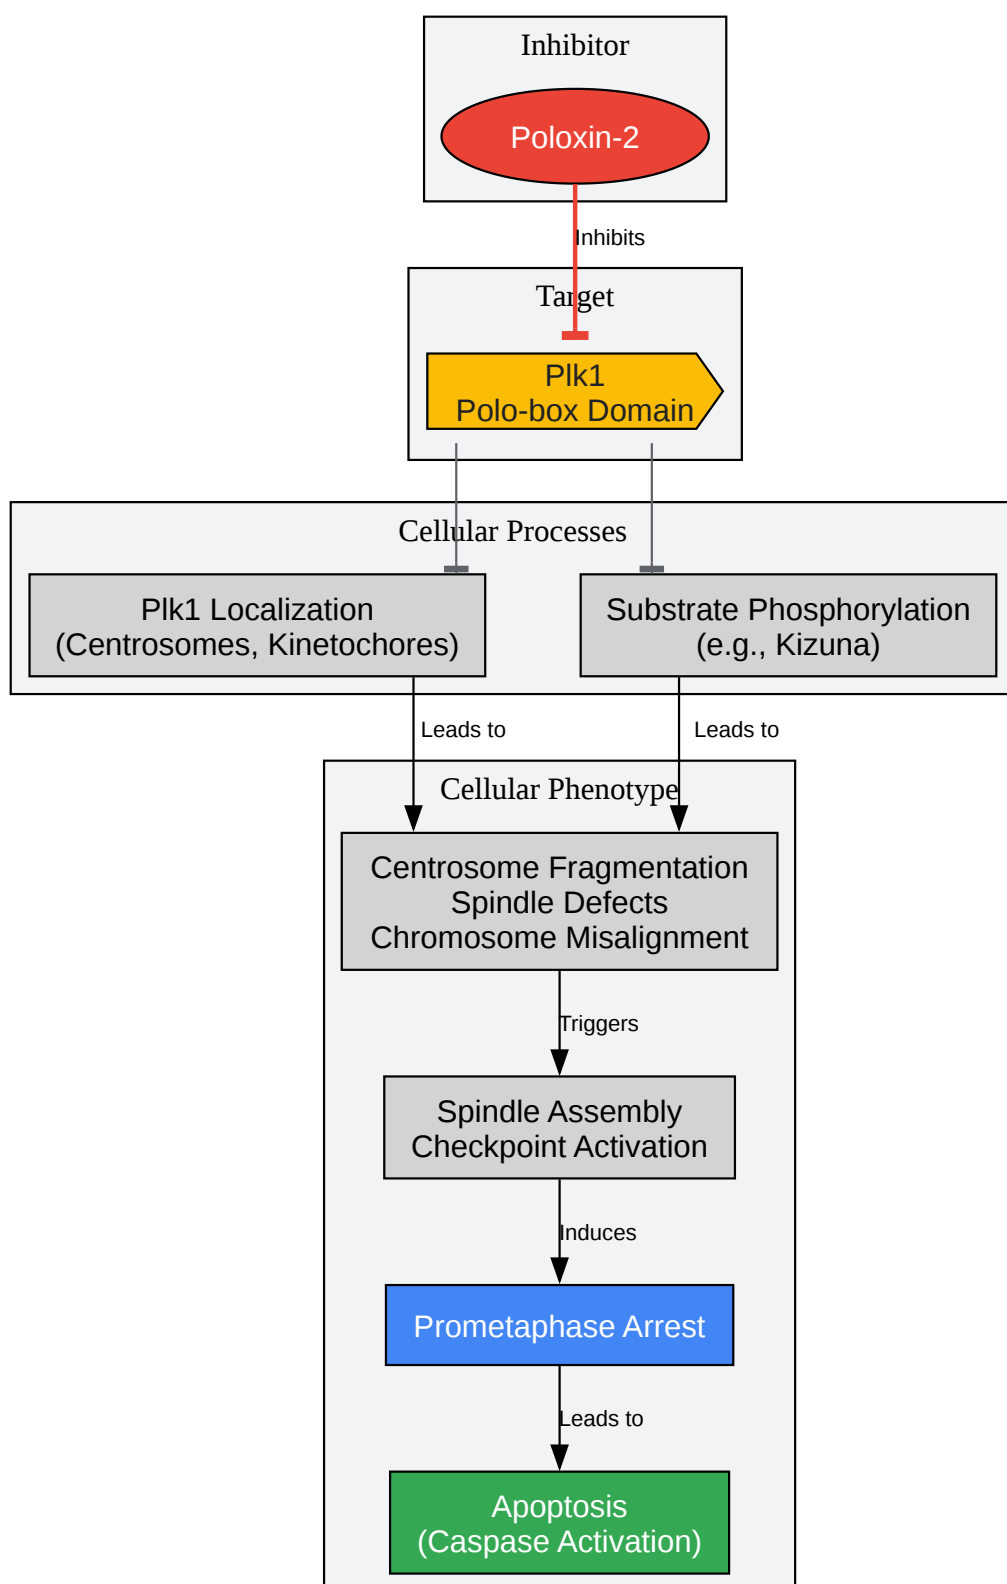 Inhibitor
Poloxin-2
Inhibits
Target
Plk1
Polo-box Domain
Cellular Processes
Plk1 Localization
(Centrosomes, Kinetochores)
Substrate Phosphorylation
(e.g., Kizuna)
Leads to
Leads to
Cellular Phenotype
Centrosome Fragmentation
Spindle Defects
Chromosome Misalignment
Triggers
Spindle Assembly
Checkpoint Activation
Induces
Prometaphase Arrest
Leads to
Apoptosis
(Caspase Activation)